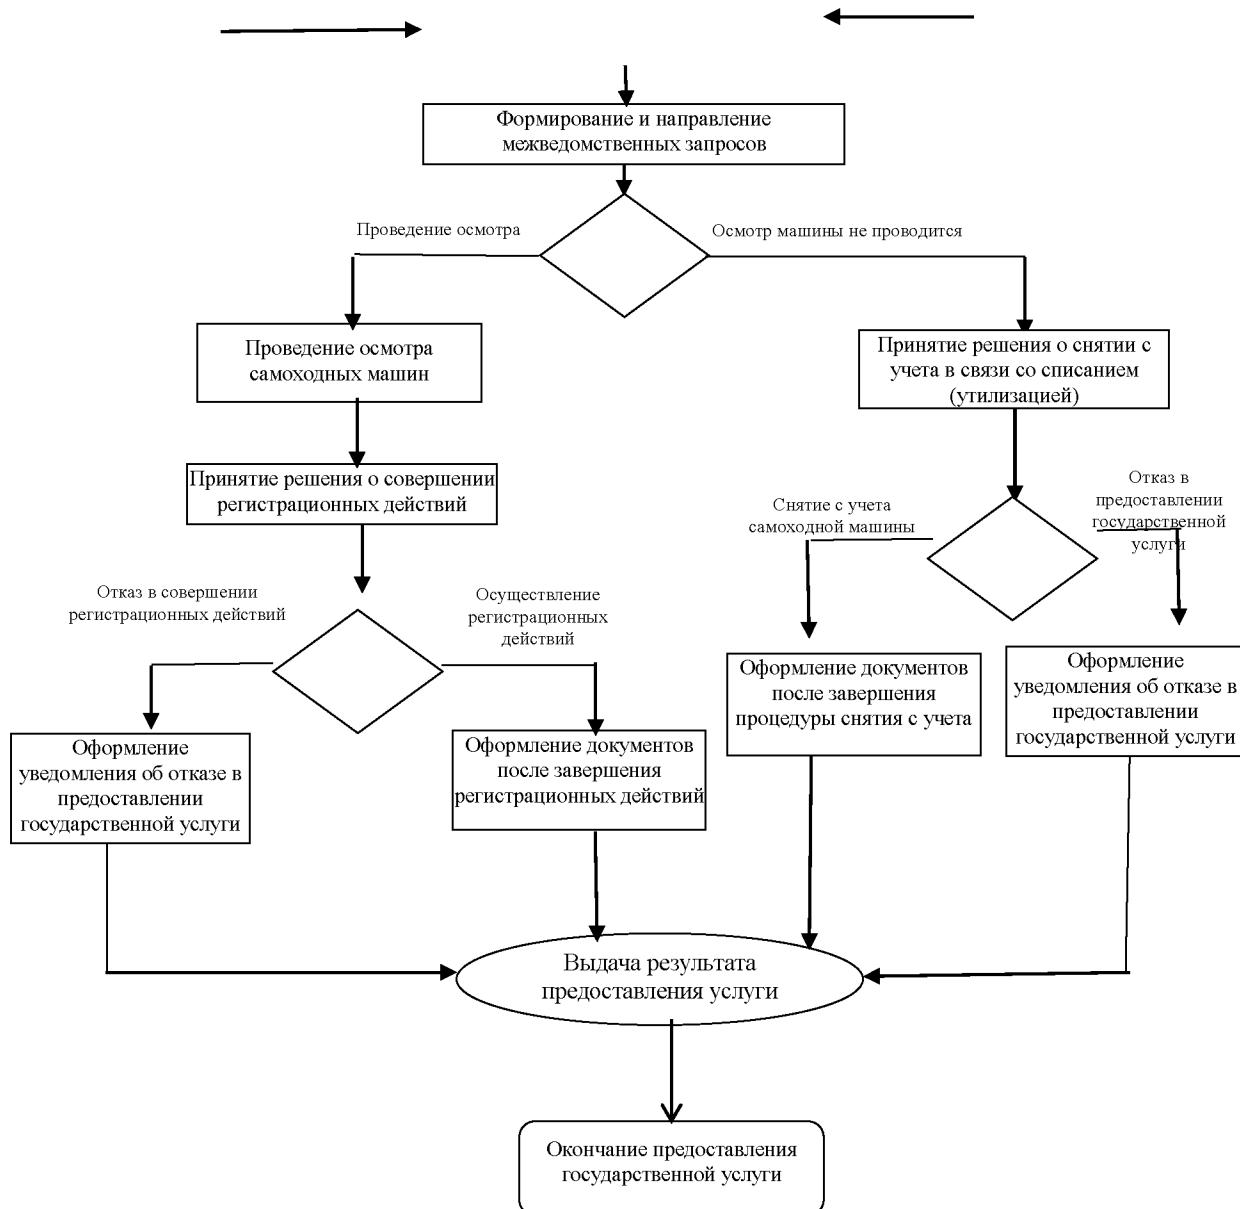 Формирование и направление
межведомственных запросов
Проведение осмотра
Осмотр машины не проводится
Проведение осмотра
самоходных машин
Принятие решения о снятии с
учета в связи со списанием
(утилизацией)
Принятие решения о совершении
регистрационных действий
Снятие с учета
самоходной машины
Отказ в
предоставлении
государственной
услуги
Отказ в совершении
регистрационных действий
Осуществление
регистрационных
действий
Оформление
уведомления об отказе в
предоставлении
государственной услуги
Оформление документов
после завершения
регистрационных действий
Оформление документов
после завершения
процедуры снятия с учета
Оформление
уведомления об отказе в
предоставлении
государственной услуги
Выдача результата
предоставления услуги
Окончание предоставления
государственной услуги